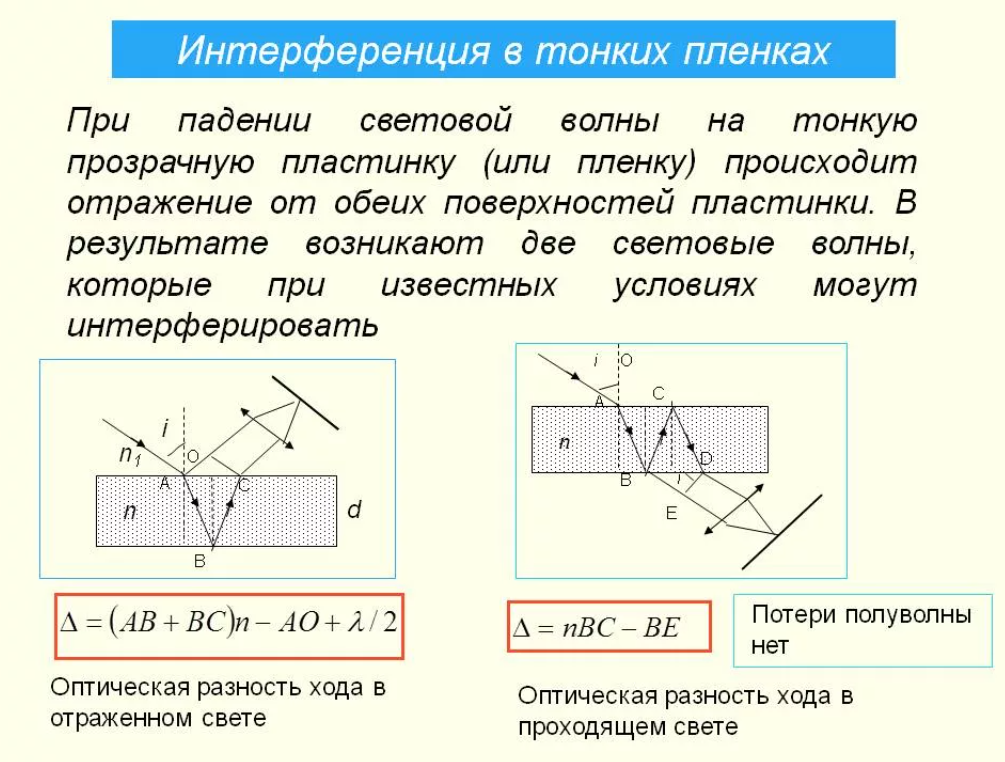 Интерференция в тонких пленках
При падении световой волны на тонкую
прозрачную пластинку (или пленку) происходит
отражение от обеих поверхностей пластинки. В
результате возникают две световые волны,
которые при известных условиях могут
интерферировать
i
n₁
O
A
C
n
d
B
Δ = (AB + BC)n − AO + λ / 2
Оптическая разность хода в
отраженном свете
i
O
C
A
n
D
B
i
E
Δ = nBC − BE
Потери полуволны
нет
Оптическая разность хода в
проходящем свете